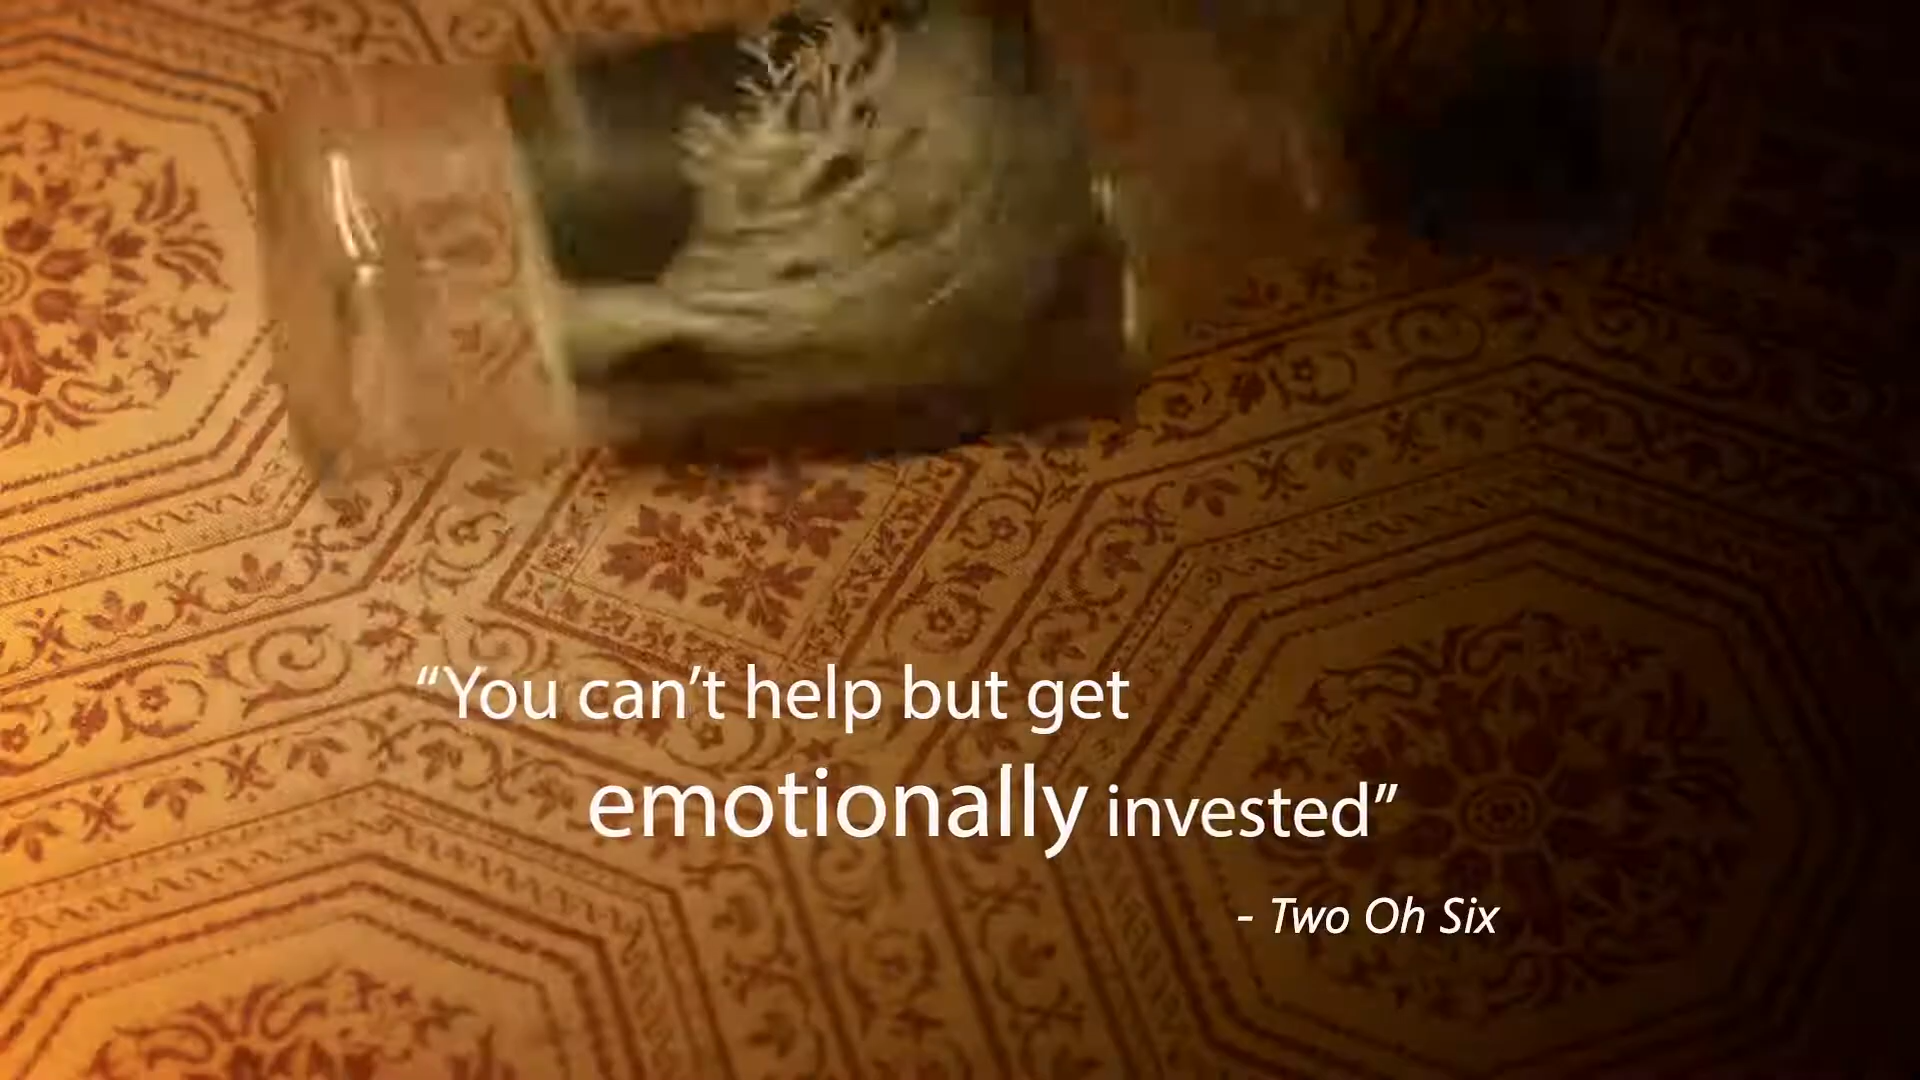 “You can’t help but get
emotionally invested”
- Two Oh Six